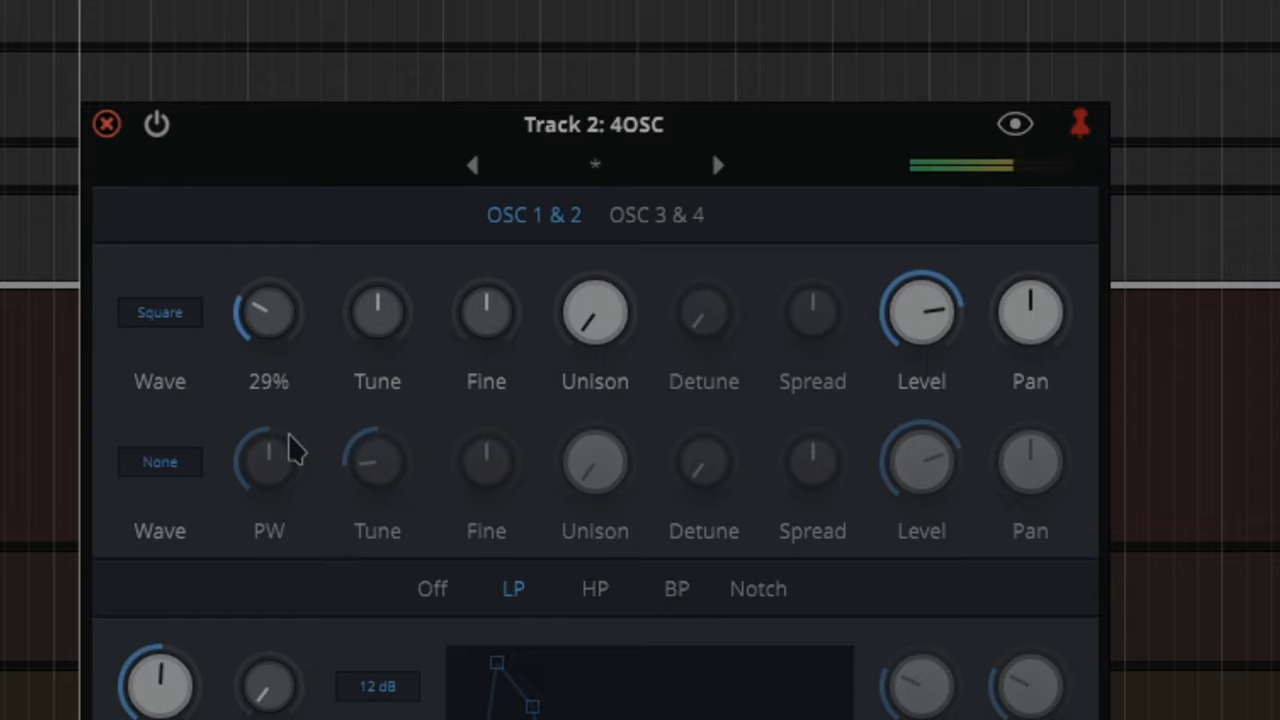 Track 2: 4OSC
*
OSC 1 & 2 OSC 3 & 4
Square
Wave 29% Tune Fine Unison Detune Spread Level Pan
None
Wave PW Tune Fine Unison Detune Spread Level Pan
Off LP HP BP Notch
12 dB